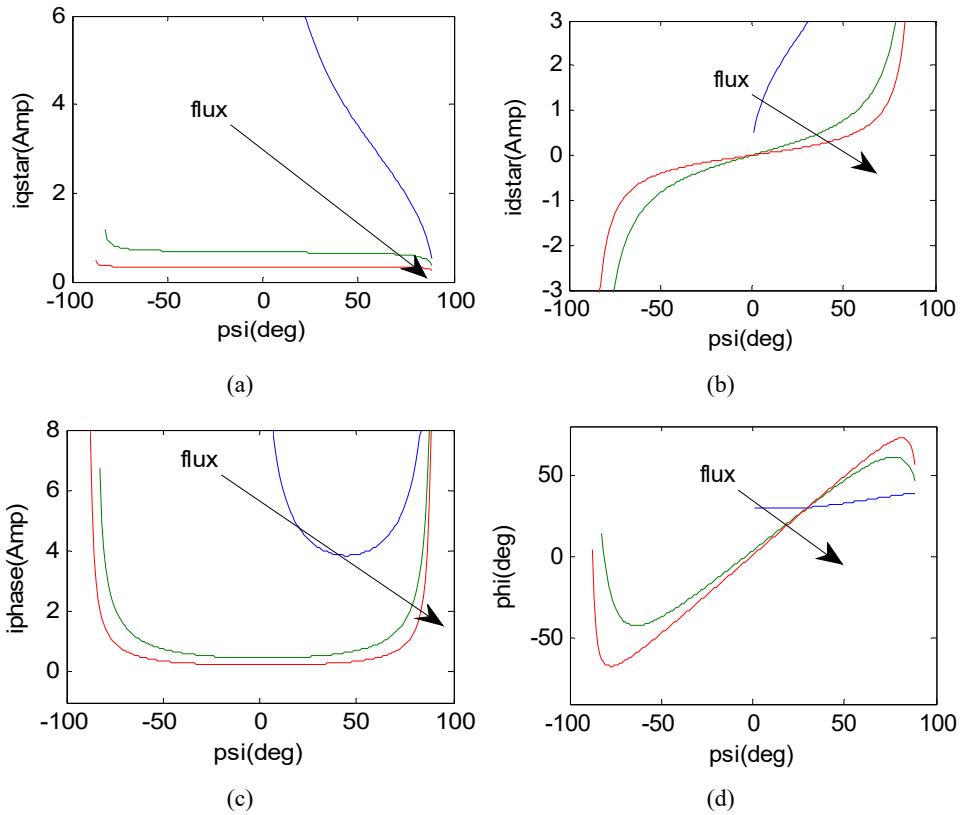 6
4
2
0
-100
-50
0
50
100
iqstar(Amp)
flux
psi(deg)
(a)
3
2
1
0
-1
-2
-3
-100
-50
0
50
100
idstar(Amp)
flux
psi(deg)
(b)
8
6
4
2
0
-100
-50
0
50
100
iphase(Amp)
flux
psi(deg)
(c)
50
0
-50
-100
-50
0
50
100
phi(deg)
flux
psi(deg)
(d)